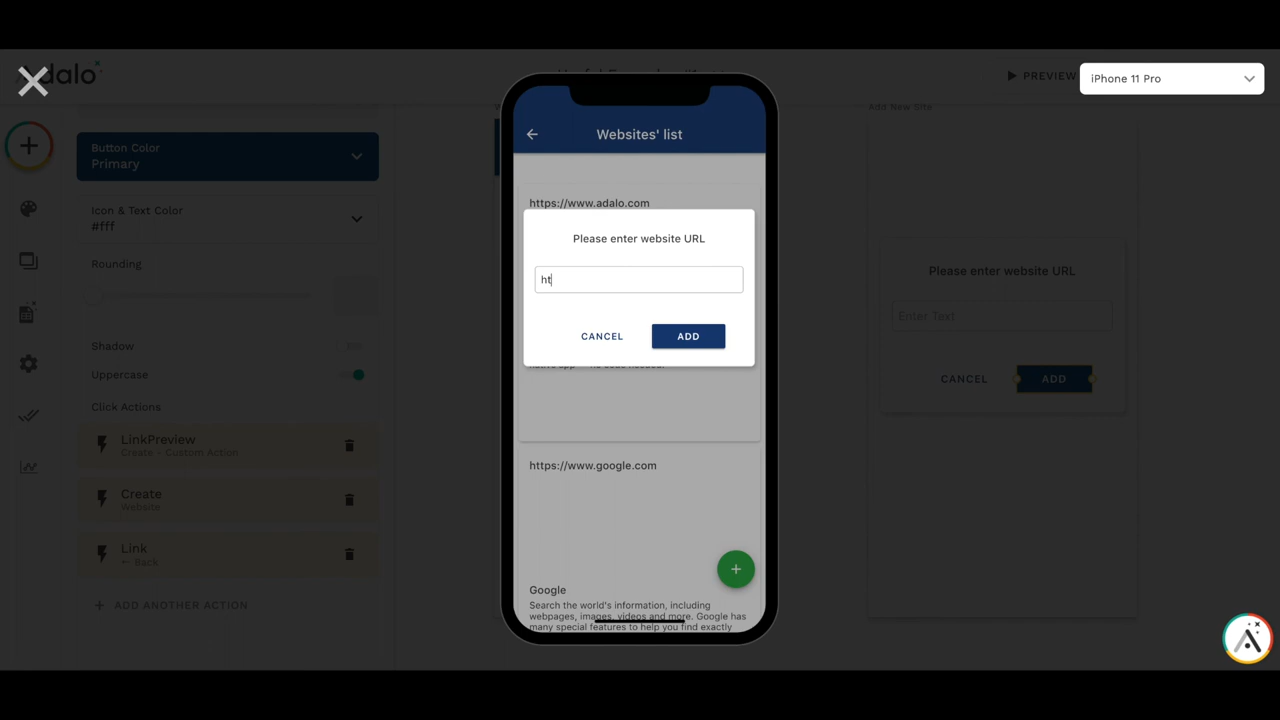 Adalo
PREVIEW
iPhone 11 Pro
Button Color
Primary
Icon & Text Color
#fff
Rounding
Shadow
Uppercase
Click Actions
LinkPreview
Create - Custom Action
Create
Website
Link
← Back
+ ADD ANOTHER ACTION
Websites' list
https://www.adalo.com
Please enter website URL
ht
CANCEL
ADD
https://www.google.com
+
Google
Search the world's information, including
webpages, images, videos and more. Google has
many special features to help you find exactly
Add New Site
Please enter website URL
Enter Text
CANCEL
ADD